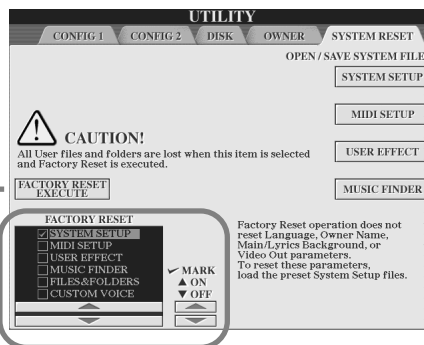 UTILITY
CONFIG 1 CONFIG 2 DISK OWNER SYSTEM RESET
OPEN / SAVE SYSTEM FILE
SYSTEM SETUP
MIDI SETUP
CAUTION!
USER EFFECT
All User files and folders are lost when this item is selected
and Factory Reset is executed.
FACTORY RESET
EXECUTE
MUSIC FINDER
FACTORY RESET
SYSTEM SETUP
MIDI SETUP
USER EFFECT
MUSIC FINDER
FILES&FOLDERS
CUSTOM VOICE
MARK
▲ ON
▼ OFF
Factory Reset operation does not
reset Language, Owner Name,
Main/Lyrics Background, or
Video Out parameters.
To reset these parameters,
load the preset System Setup files.